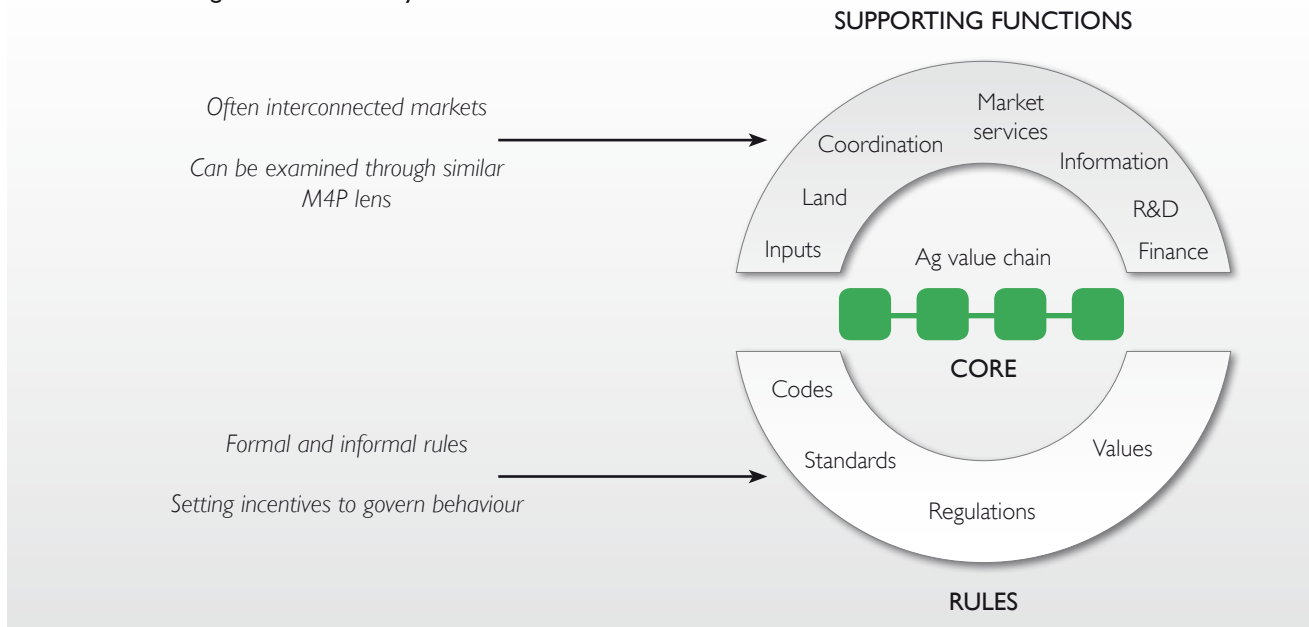 SUPPORTING FUNCTIONS
Often interconnected markets
Can be examined through similar
M4P lens
Market
services
Coordination
Information
Land
R&D
Inputs
Finance
Ag value chain
CORE
Codes
Standards
Values
Regulations
Formal and informal rules
Setting incentives to govern behaviour
RULES